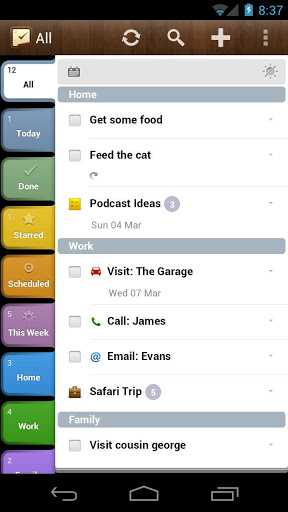 8:37
All
12
All
1
Today
Done
1
Starred
Scheduled
5
This Week
3
Home
4
Work
2
Home
Get some food
Feed the cat
Podcast Ideas 3
Sun 04 Mar
Work
Visit: The Garage
Wed 07 Mar
Call: James
@ Email: Evans
Safari Trip 5
Family
Visit cousin george